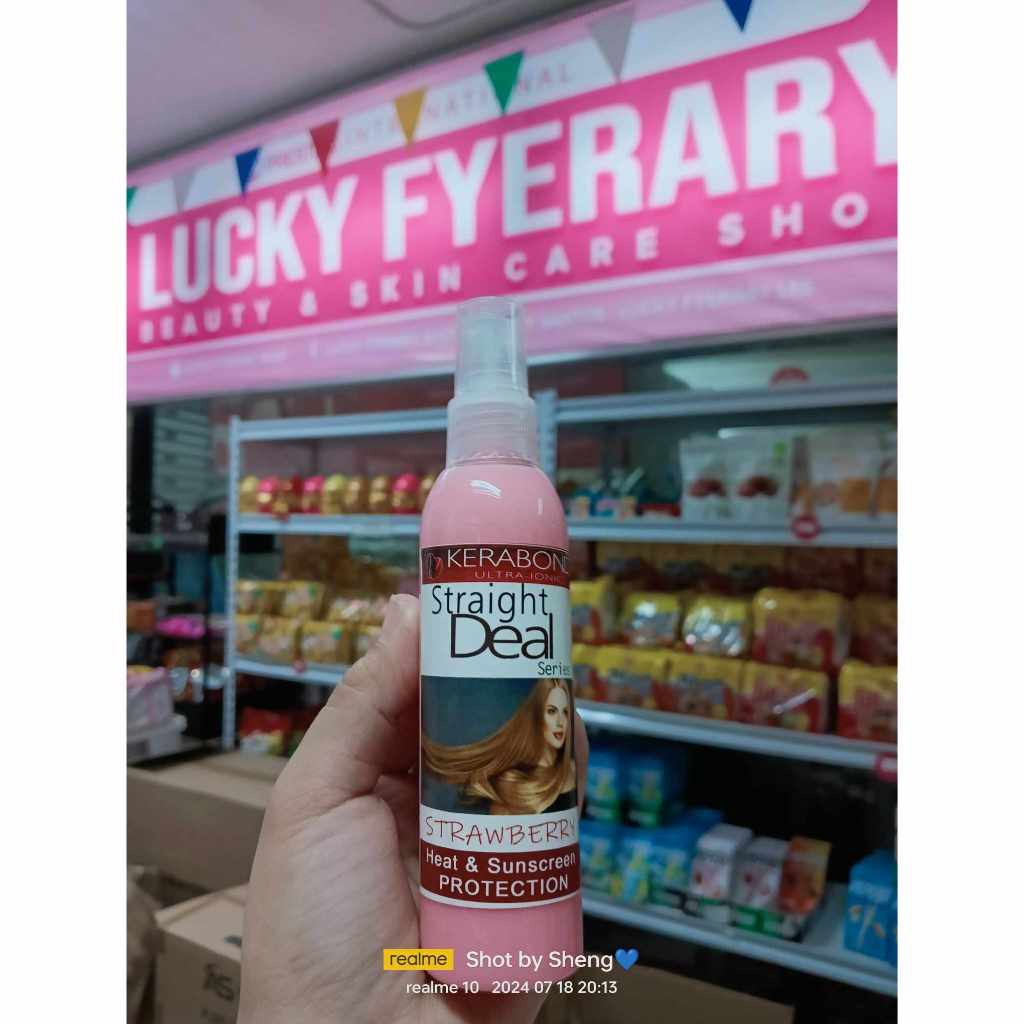 INTERNATIONAL
LUCKY FYERARY
BEAUTY & SKIN CARE SHO
KERABOND
ULTRA-IONIC
Straight
Deal
Series
STRAWBERRY
Heat & Sunscreen
PROTECTION
realme Shot by Sheng💙
realme 10 2024 07 18 20:13